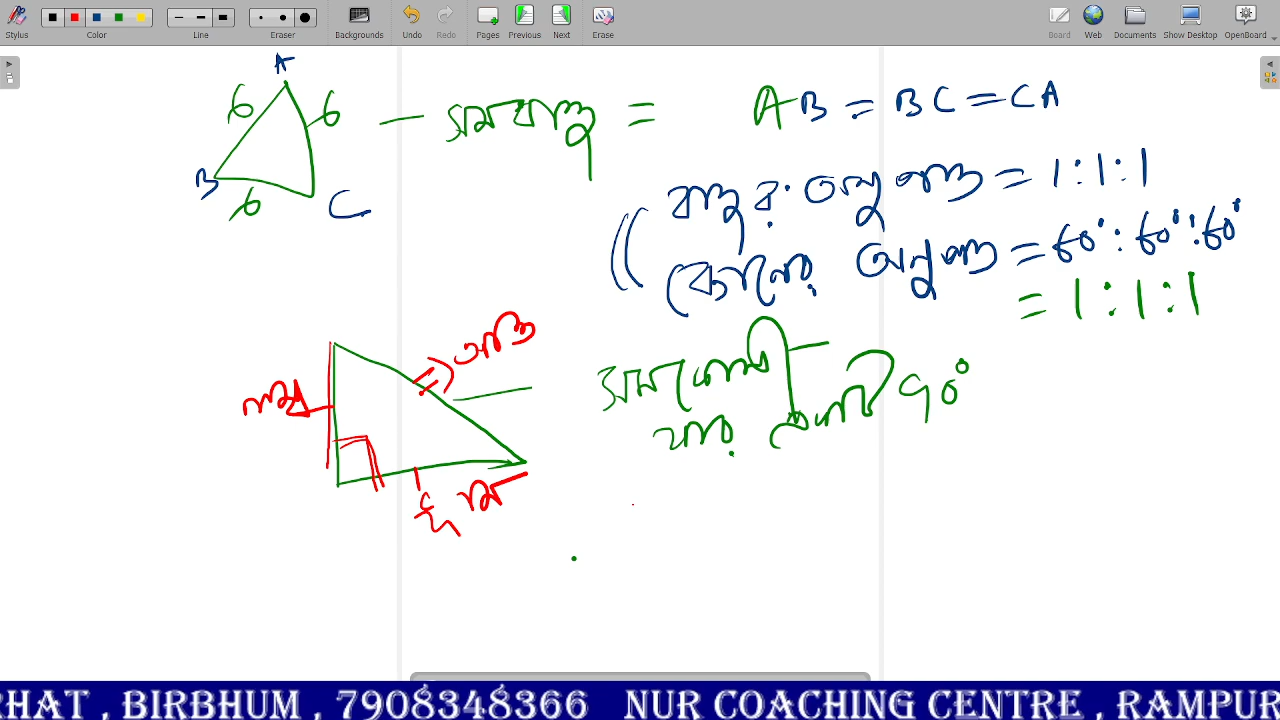 Stylus Color Line Eraser Backgrounds Undo Redo Pages Previous Next Erase Board Web Documents Show Desktop OpenBoard
A
6 6
B 6 C
— সমবাহু = AB = BC = CA
বাহুর অনুপাত = 1:1:1
কোনের অনুপাত = 60°:60°:60°
= 1:1:1
অতি
লম্ব
ভূমি
সমকোণী
যার একটি 90°
RHAT , BIRBHUM , 7908348366 NUR COACHING CENTRE , RAMPUR